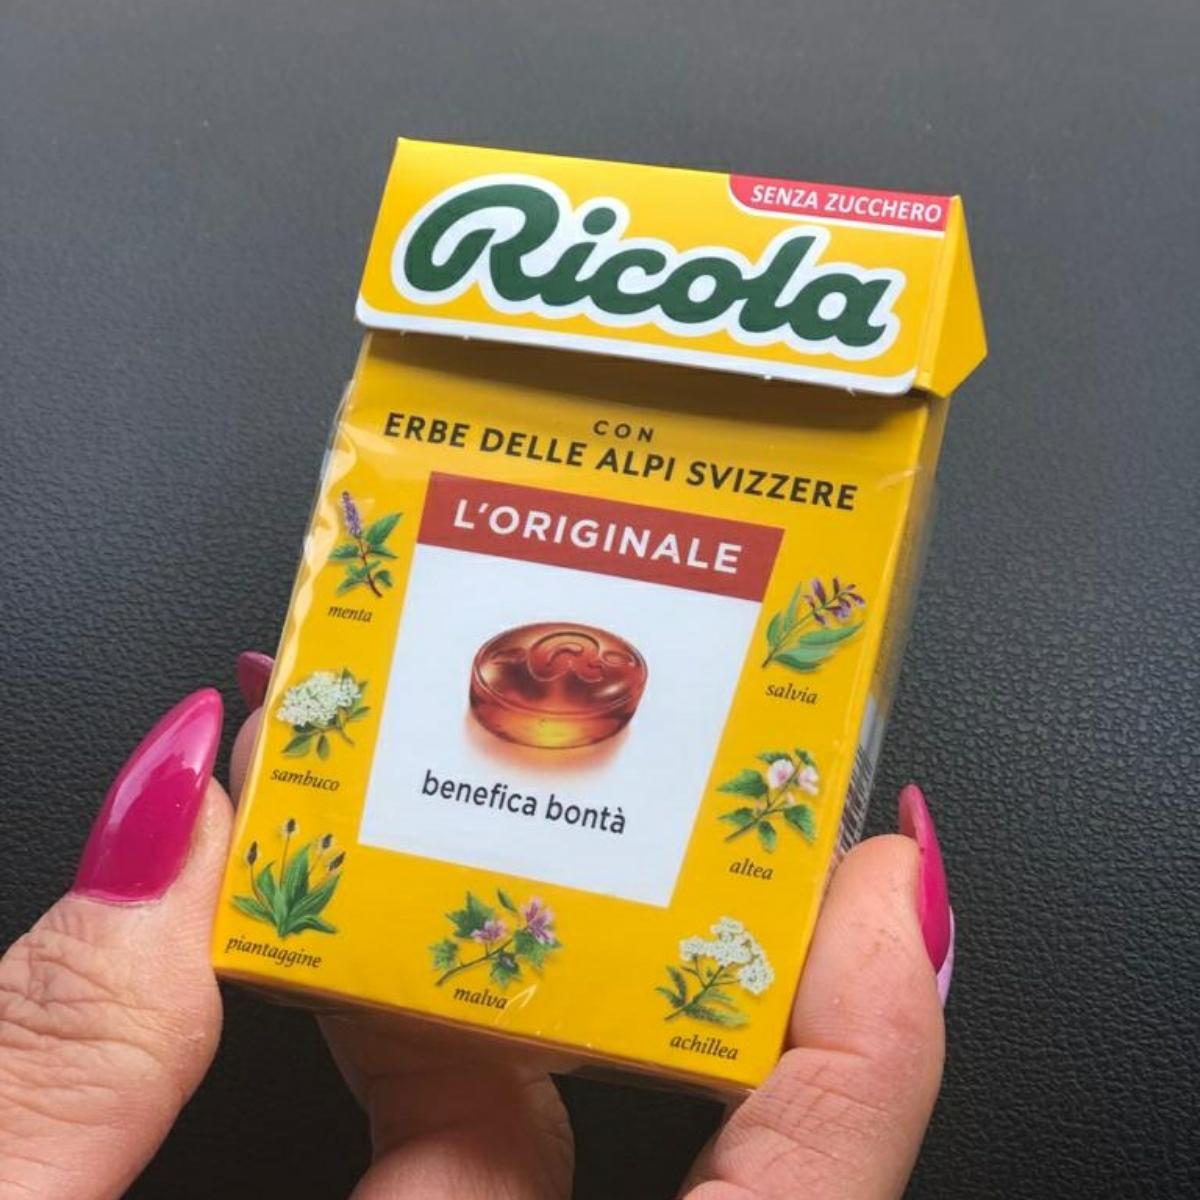 SENZA ZUCCHERO
Ricola
CON
ERBE DELLE ALPI SVIZZERE
L'ORIGINALE
menta
salvia
sambuco
benefica bontà
altea
piantaggine
malva
achillea